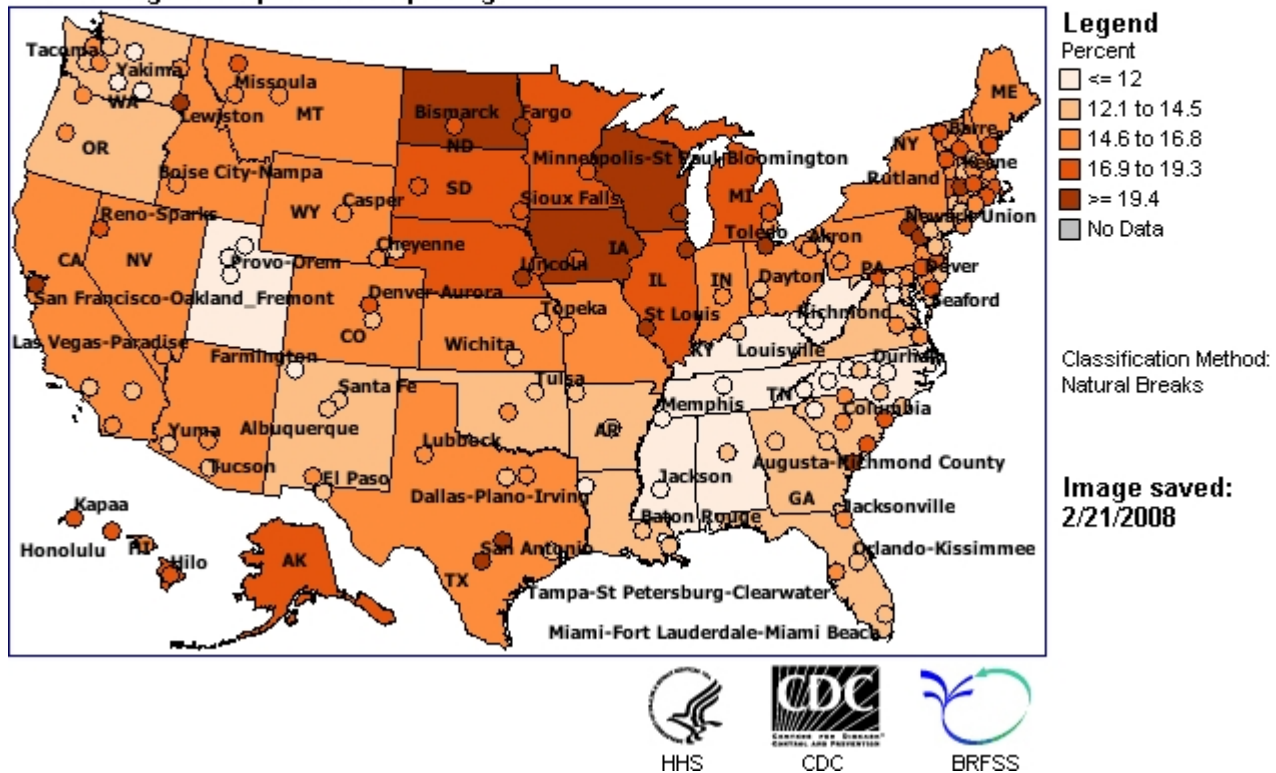 Legend
Percent
<= 12
12.1 to 14.5
14.6 to 16.8
16.9 to 19.3
>= 19.4
No Data
Classification Method:
Natural Breaks
Image saved:
2/21/2008
Tacoma
Yakima
WA
Missoula
MT
Lewiston
Bismarck
ND
Fargo
ME
Barre
OR
Boise City-Nampa
Minneapolis-St Paul-Bloomington
NY
Keene
Rutland
SD
Casper
WY
Sioux Falls
MI
Reno-Sparks
Newark-Union
Toledo
Akron
CA
NV
Provo-Orem
Cheyenne
IA
Lincoln
IL
IN
Dayton
PA
Dover
San Francisco-Oakland_Fremont
Denver-Aurora
Seaford
CO
Topeka
St Louis
Richmond
Las Vegas-Paradise
Farmington
Wichita
KY
Louisville
Durham
Santa Fe
Tulsa
TN
Memphis
Columbia
Yuma
Albuquerque
Lubbock
AR
Tucson
El Paso
Dallas-Plano-Irving
Jackson
Augusta-Richmond County
GA
Kapaa
Baton Rouge
Jacksonville
Honolulu
HI
Hilo
AK
San Antonio
Orlando-Kissimmee
TX
Tampa-St Petersburg-Clearwater
Miami-Fort Lauderdale-Miami Beach
CDC
CENTERS FOR DISEASE
CONTROL AND PREVENTION
HHS
CDC
BRFSS